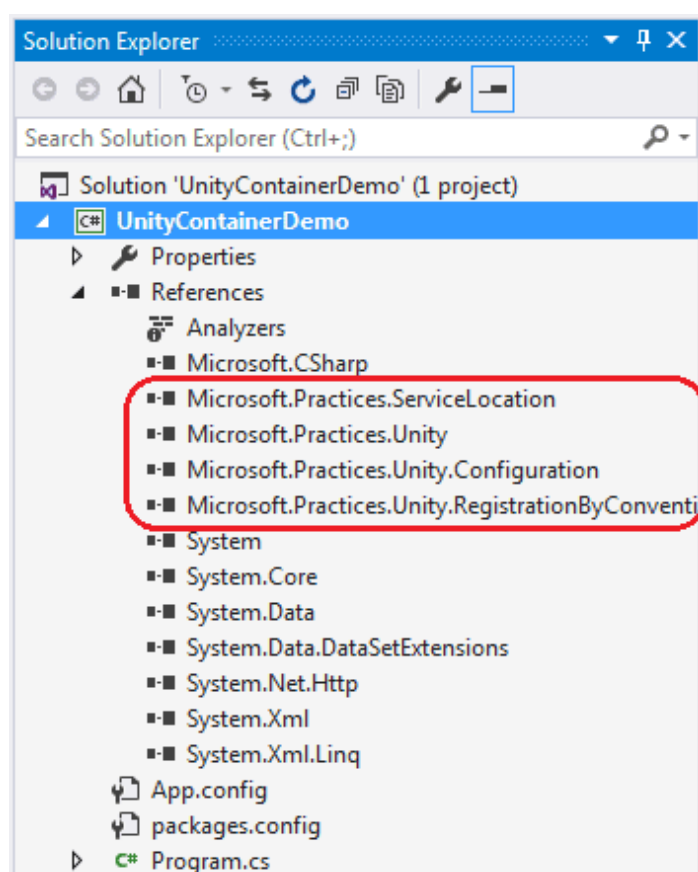 Solution Explorer
Search Solution Explorer (Ctrl+;)
Solution 'UnityContainerDemo' (1 project)
C# UnityContainerDemo
Properties
References
Analyzers
Microsoft.CSharp
Microsoft.Practices.ServiceLocation
Microsoft.Practices.Unity
Microsoft.Practices.Unity.Configuration
Microsoft.Practices.Unity.RegistrationByConventi
System
System.Core
System.Data
System.Data.DataSetExtensions
System.Net.Http
System.Xml
System.Xml.Linq
App.config
packages.config
C# Program.cs